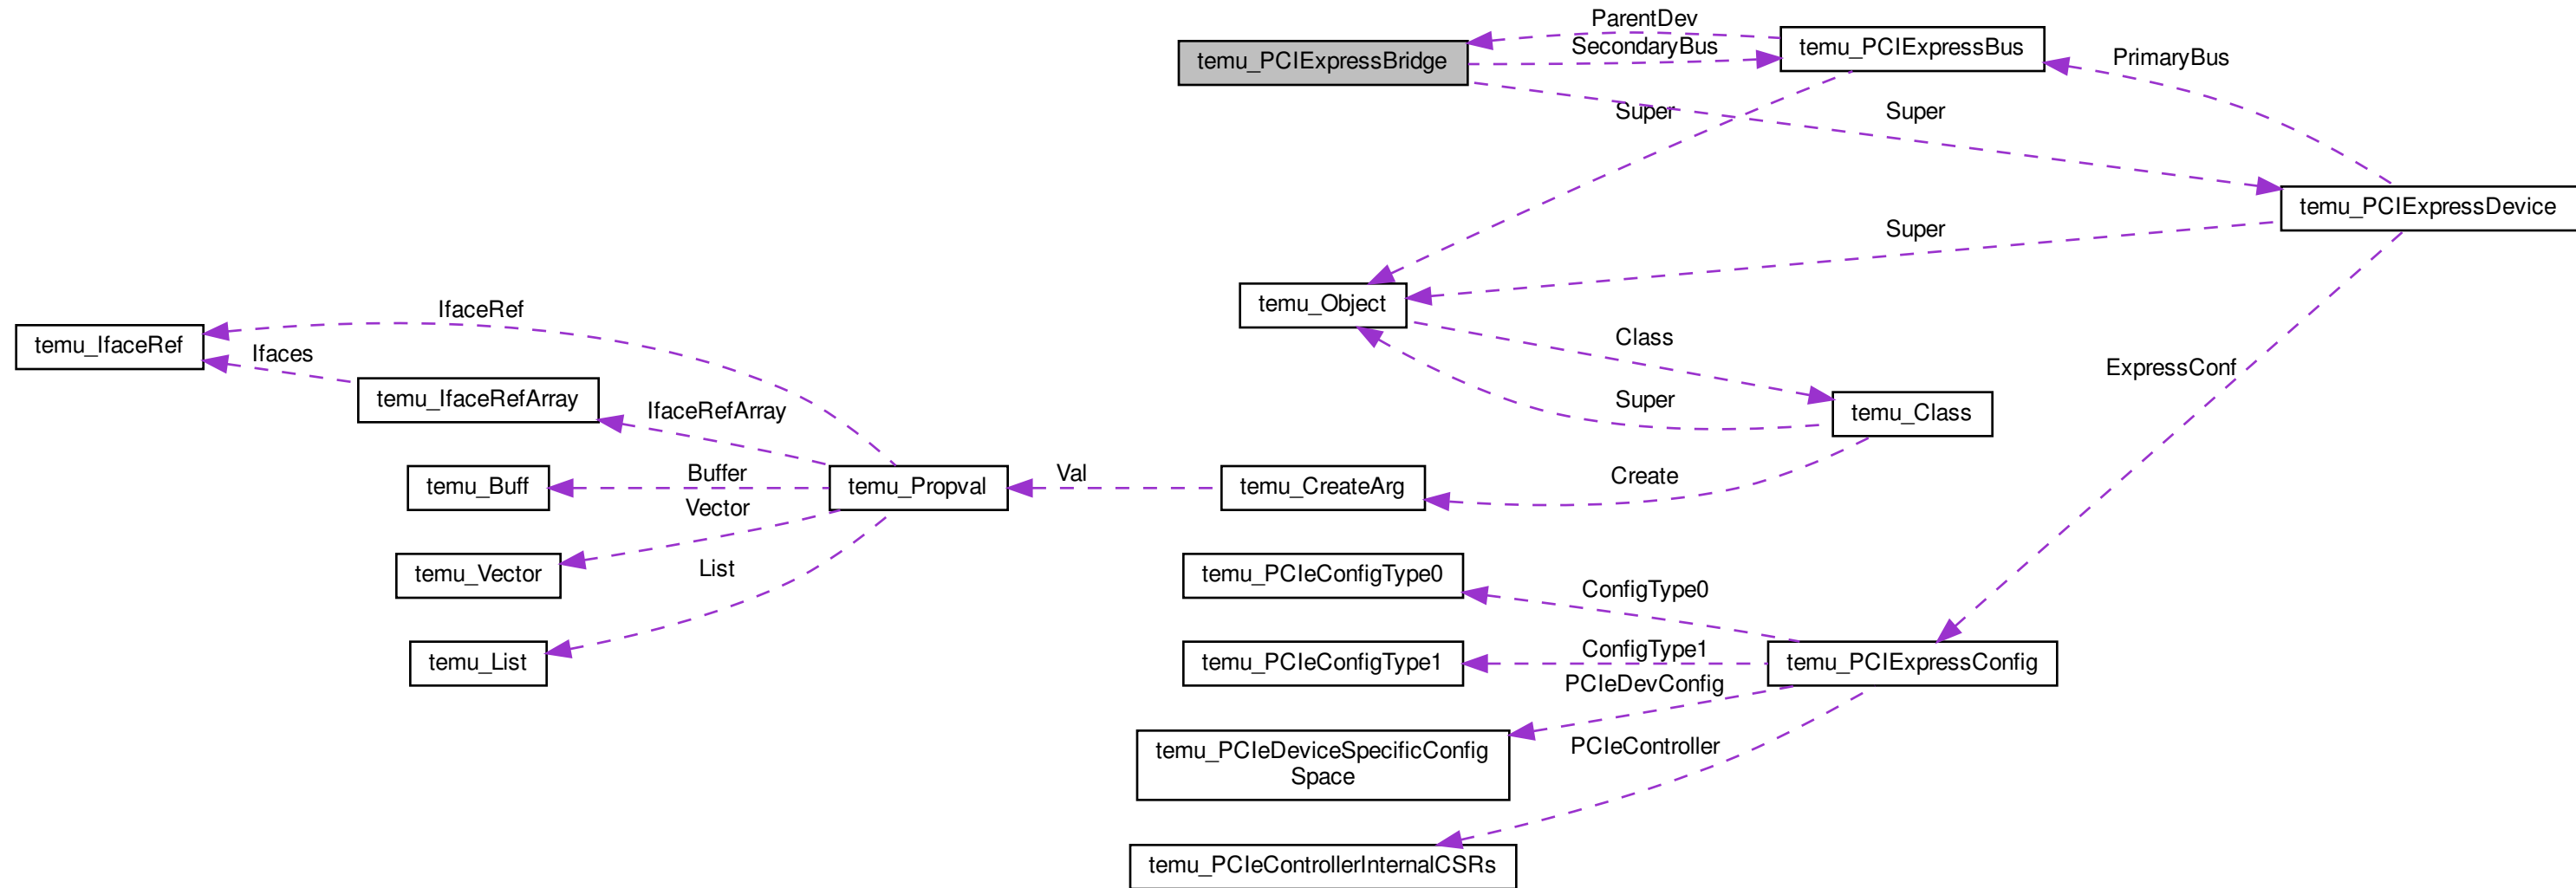 ParentDev
temu_PCIExpressBridge
SecondaryBus
temu_PCIExpressBus
PrimaryBus
Super
Super
temu_PCIExpressDevice
Super
temu_Object
IfaceRef
temu_IfaceRef
Ifaces
Class
ExpressConf
temu_IfaceRefArray
IfaceRefArray
Super
temu_Class
Buffer
temu_Buff
temu_Propval
Val
temu_CreateArg
Create
Vector
temu_Vector
List
temu_PCIeConfigType0
ConfigType0
temu_List
temu_PCIeConfigType1
ConfigType1
temu_PCIExpressConfig
PCIeDevConfig
temu_PCIeDeviceSpecificConfig
Space
PCIeController
temu_PCIeControllerInternalCSRs